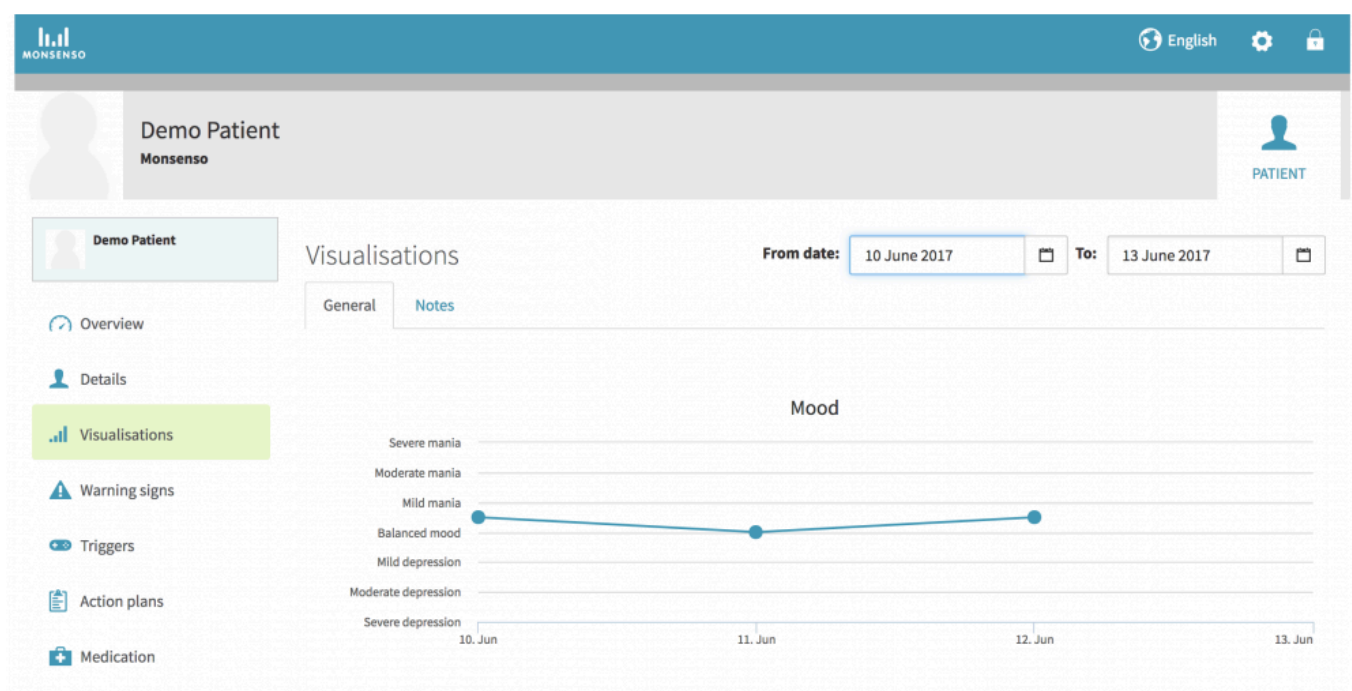 MONSENSO
English
Demo Patient
Monsenso
PATIENT
Demo Patient
Visualisations
From date: 10 June 2017 To: 13 June 2017
General Notes
Overview
Details
Visualisations
Warning signs
Triggers
Action plans
Medication
Mood
Severe mania
Moderate mania
Mild mania
Balanced mood
Mild depression
Moderate depression
Severe depression
10. Jun 11. Jun 12. Jun 13. Jun